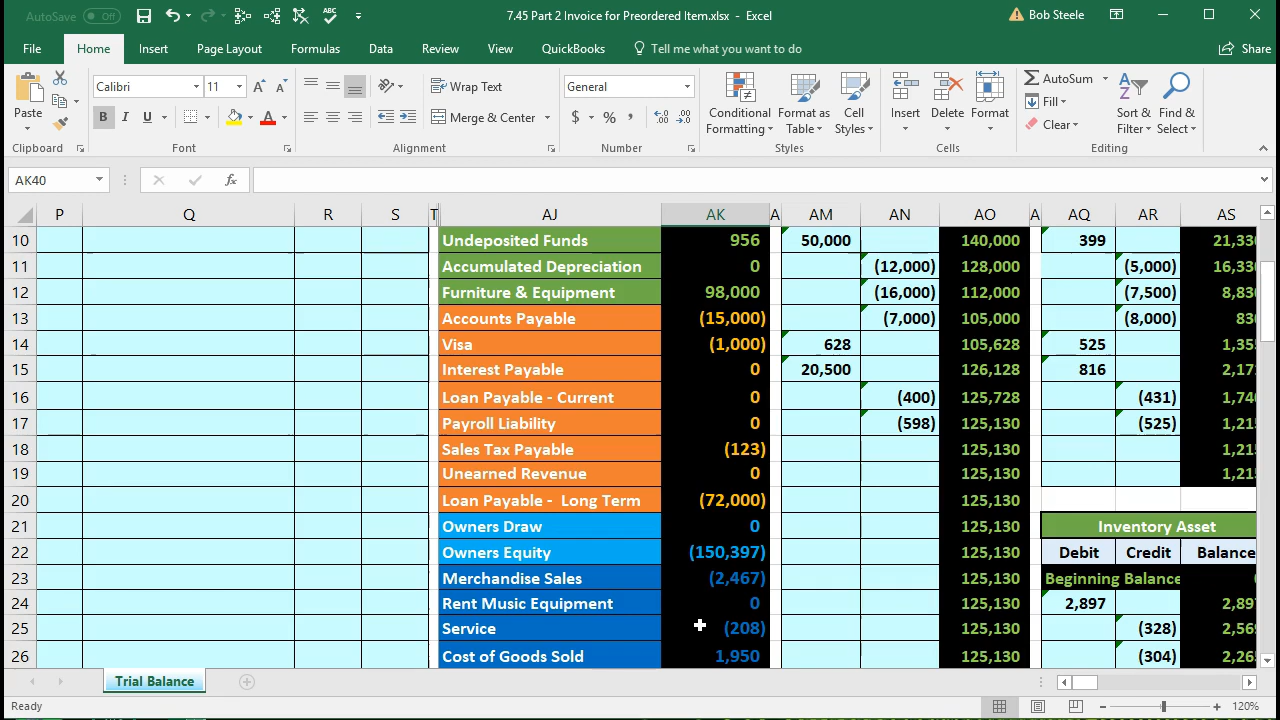 AutoSave Off 7.45 Part 2 Invoice for Preordered Item.xlsx - Excel Bob Steele
File Home Insert Page Layout Formulas Data Review View QuickBooks Tell me what you want to do Share
Paste Calibri 11 Wrap Text General Conditional Formatting Format as Table Cell Styles Insert Delete Format AutoSum Sort & Filter Find & Select
B I U Merge & Center $ % , Fill
Clear
Clipboard Font Alignment Number Styles Cells Editing
AK40 fx
P Q R S T AJ AK A AM AN AO A AQ AR AS
10 Undeposited Funds 956 50,000 140,000 399
11 Accumulated Depreciation 0 (12,000) 128,000 (5,000)
12 Furniture & Equipment 98,000 (16,000) 112,000 (7,500)
13 Accounts Payable (15,000) (7,000) 105,000 (8,000)
14 Visa (1,000) 628 105,628 525
15 Interest Payable 0 20,500 126,128 816
16 Loan Payable - Current 0 (400) 125,728 (431)
17 Payroll Liability 0 (598) 125,130 (525)
18 Sales Tax Payable (123) 125,130
19 Unearned Revenue 0 125,130
20 Loan Payable - Long Term (72,000) 125,130
21 Owners Draw 0 125,130 Inventory Asset
22 Owners Equity (150,397) 125,130 Debit Credit Balance
23 Merchandise Sales (2,467) 125,130 Beginning Balance
24 Rent Music Equipment 0 125,130 2,897
25 Service (208) 125,130 (328)
26 Cost of Goods Sold 1,950 125,130 (304)
Trial Balance
Ready 120%